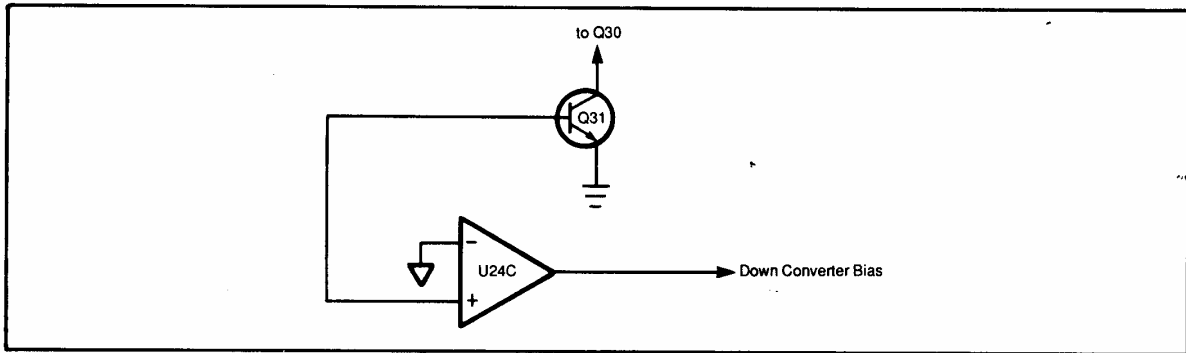 to Q30
Q31
−
U24C
+
Down Converter Bias